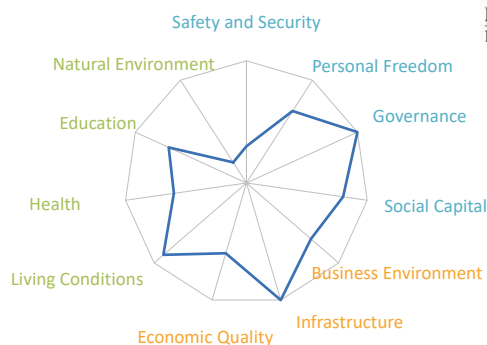 Safety and Security
Natural Environment
Personal Freedom
Education
Governance
Health
Social Capital
Living Conditions
Business Environment
Economic Quality
Infrastructure